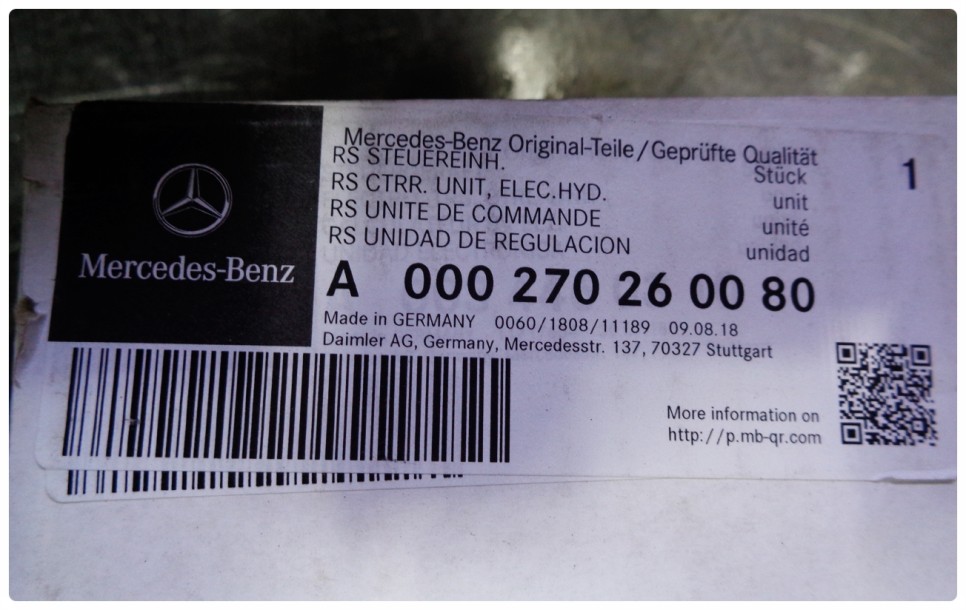 Mercedes-Benz
Mercedes-Benz Original-Teile/Geprüfte Qualität
RS STEUEREINH. Stück 1
RS CTRR. UNIT, ELEC.HYD. unit
RS UNITE DE COMMANDE unité
RS UNIDAD DE REGULACION unidad
A 000 270 26 00 80
Made in GERMANY 0060/1808/11189 09.08.18
Daimler AG, Germany, Mercedesstr. 137, 70327 Stuttgart
More information on
http://p.mb-qr.com